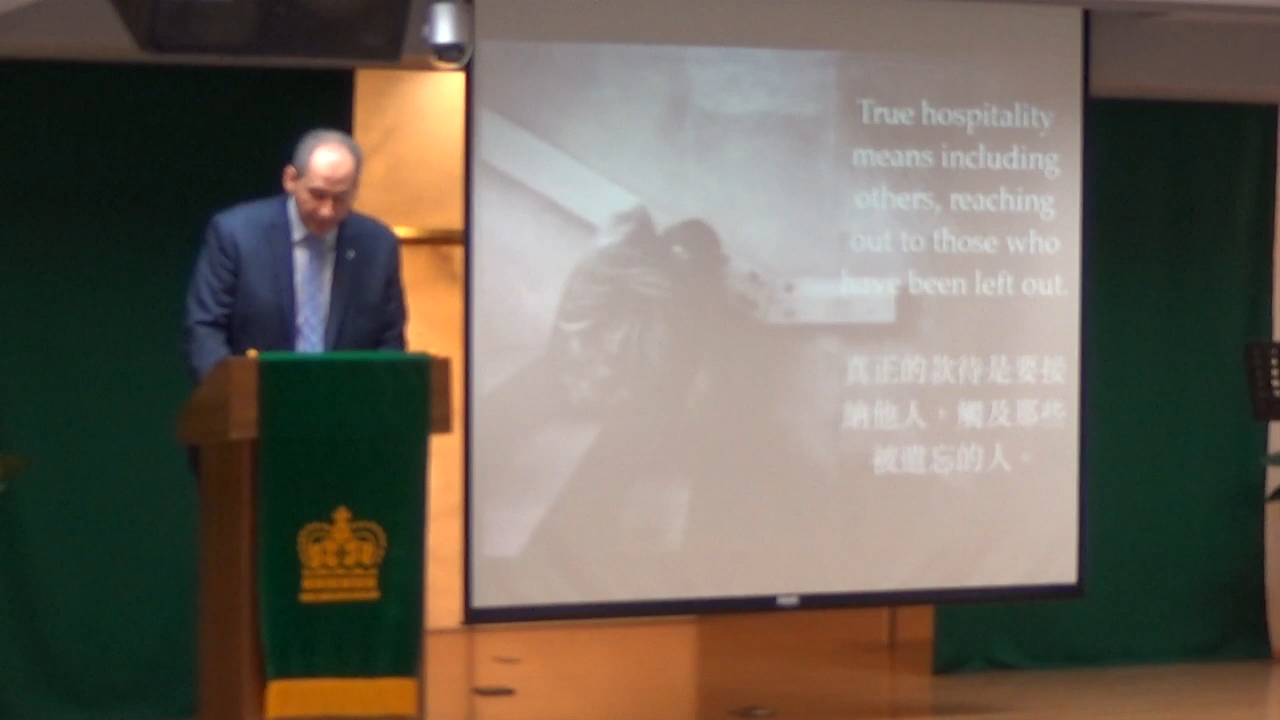 True hospitality
means including
others, reaching
out to those who
have been left out.
真正的款待是要接
納他人，觸及那些
被遺忘的人。